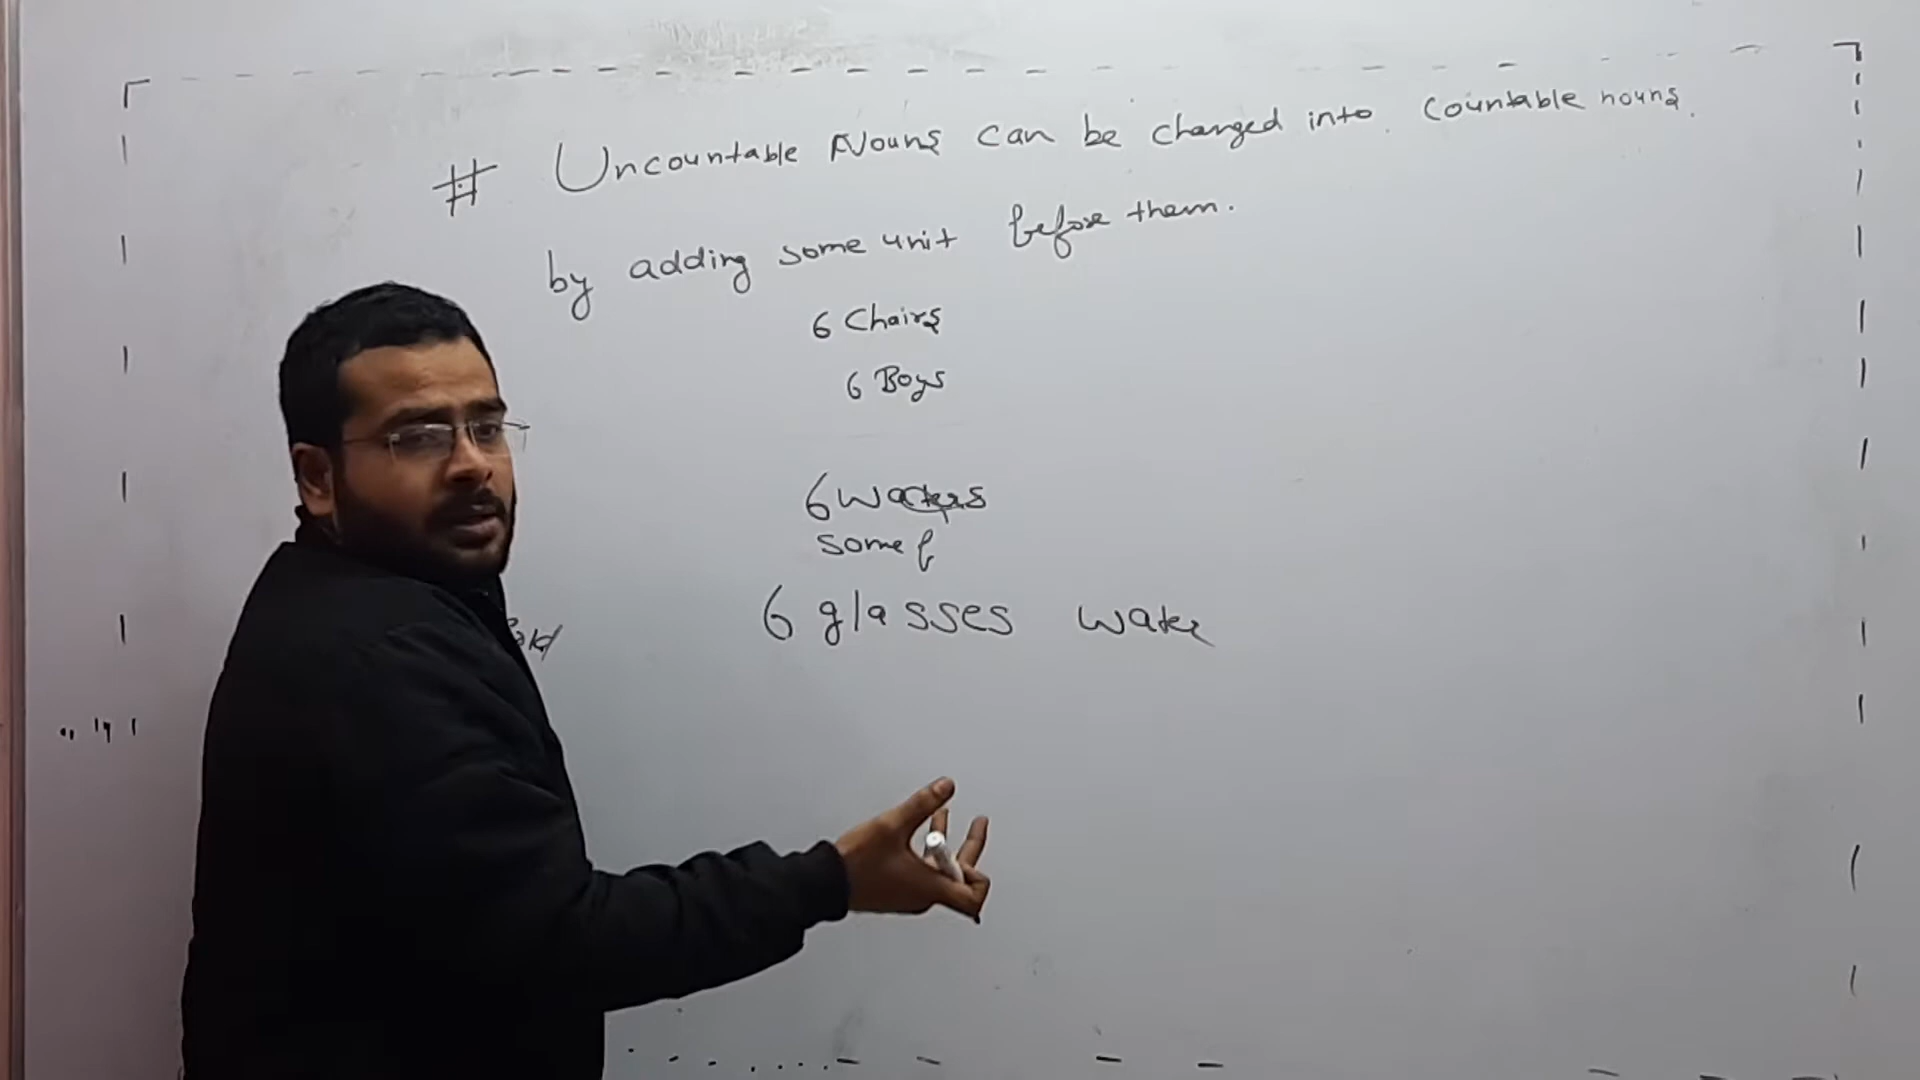 # Uncountable Nouns can be changed into countable nouns.
by adding some unit before them.
6 Chairs
6 Boys
6 waters
some
6 glasses water